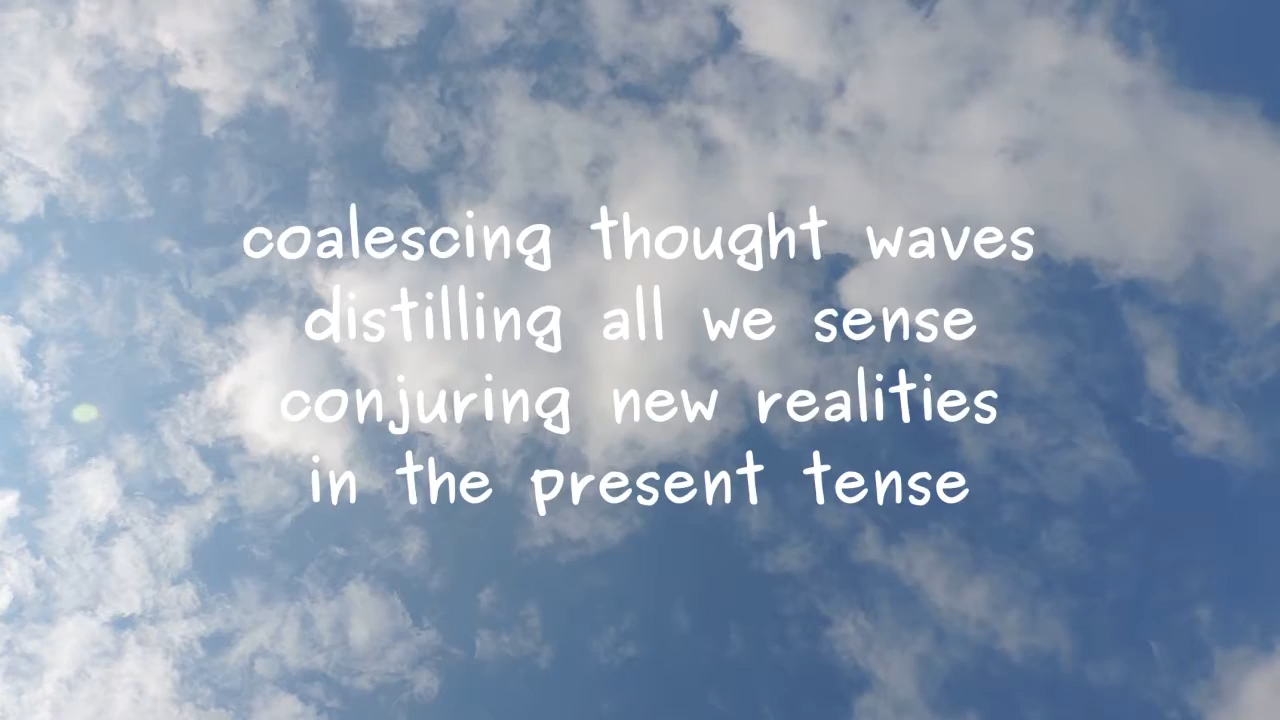 coalescing thought waves
distilling all we sense
conjuring new realities
in the present tense